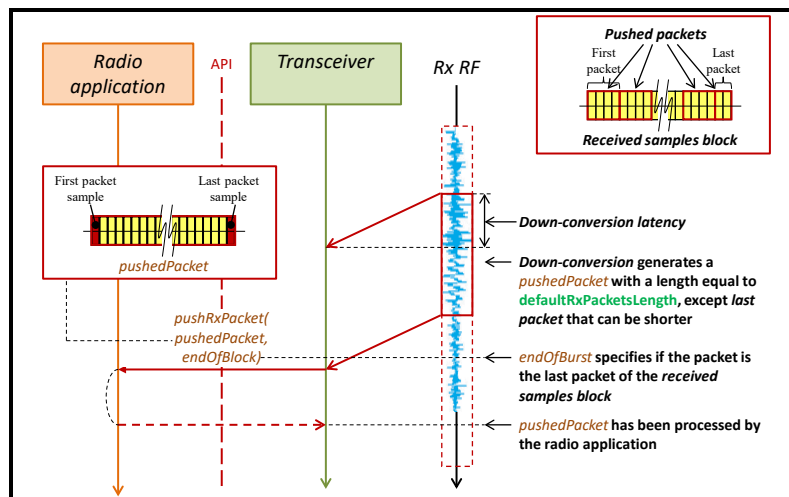 Radio
application
API
Transceiver
Rx RF
Pushed packets
First
packet
Last
packet
Received samples block
First packet
sample
Last packet
sample
pushedPacket
Down-conversion latency
Down-conversion generates a
pushedPacket with a length equal to
defaultRxPacketsLength, except last
packet that can be shorter
pushRxPacket(
pushedPacket,
endOfBlock)
endOfBurst specifies if the packet is
the last packet of the received
samples block
pushedPacket has been processed by
the radio application